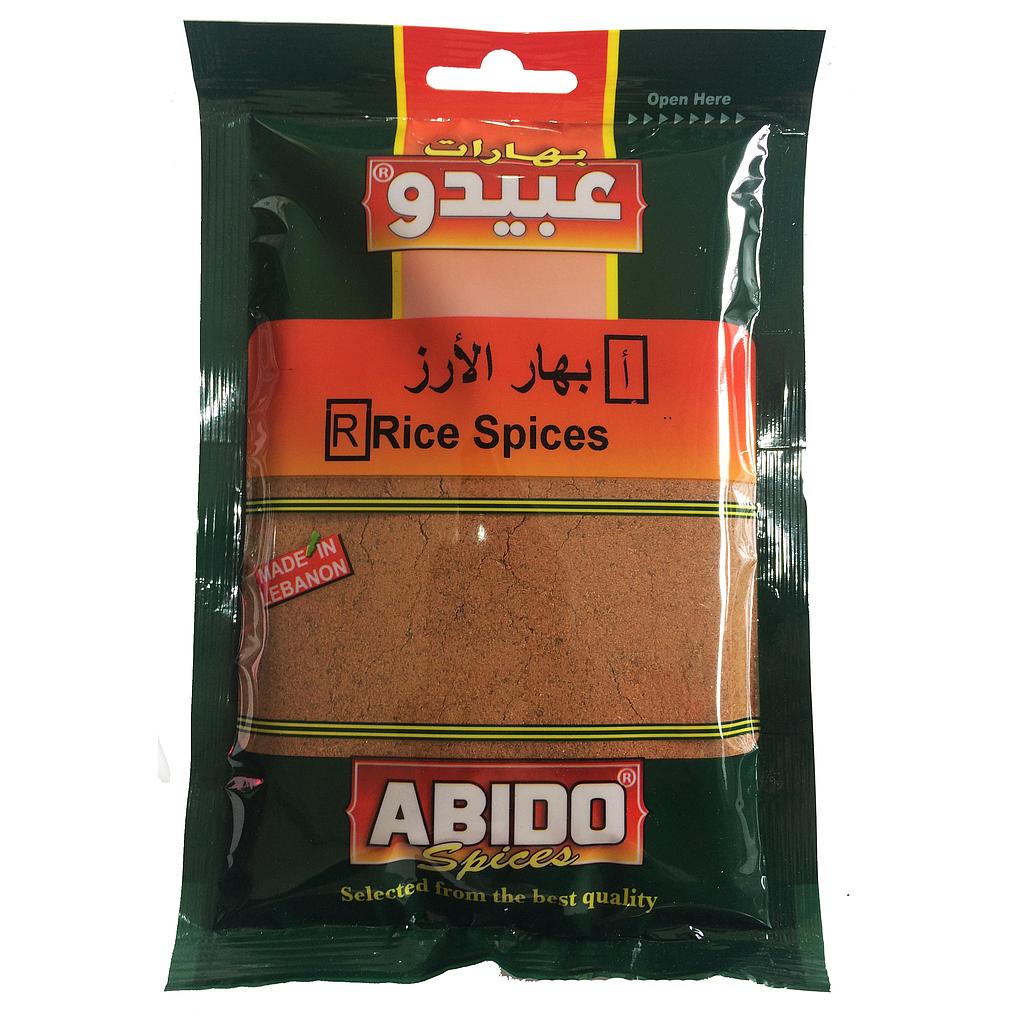 Open Here
بهارات
عبيدو ®
أ بهار الأرز
R Rice Spices
MADE IN
LEBANON
ABIDO ®
Spices
Selected from the best quality